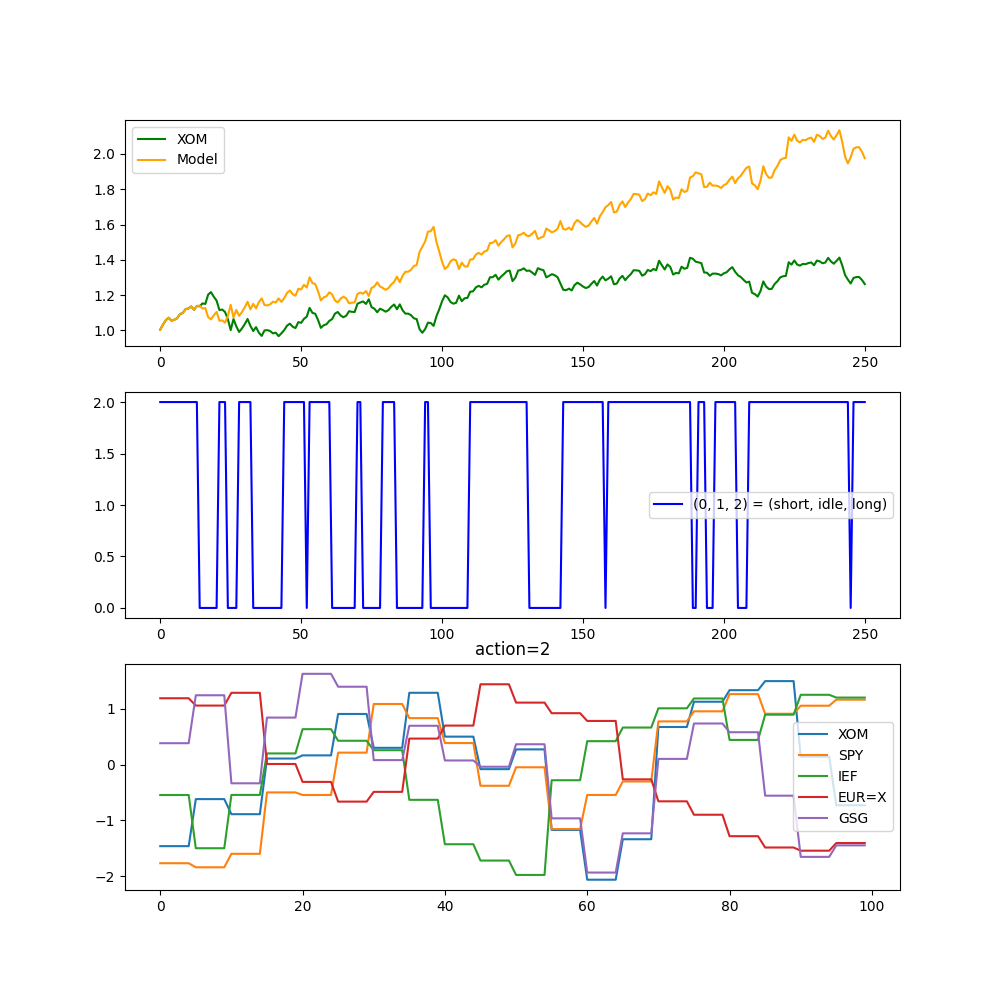 XOM
Model
2.0
1.8
1.6
1.4
1.2
1.0
0 50 100 150 200 250
2.0
1.5
1.0
0.5
0.0
(0, 1, 2) = (short, idle, long)
0 50 100 150 200 250
action=2
1
0
−1
−2
XOM
SPY
IEF
EUR=X
GSG
0 20 40 60 80 100